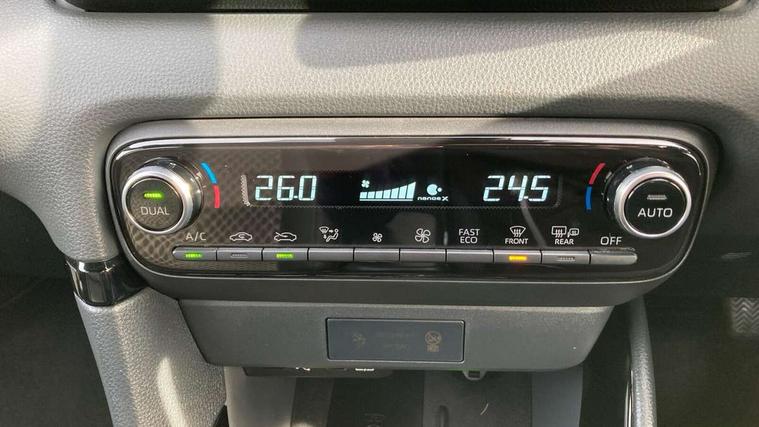 26.0 nanoe X 24.5
DUAL AUTO
A/C FAST ECO FRONT REAR OFF